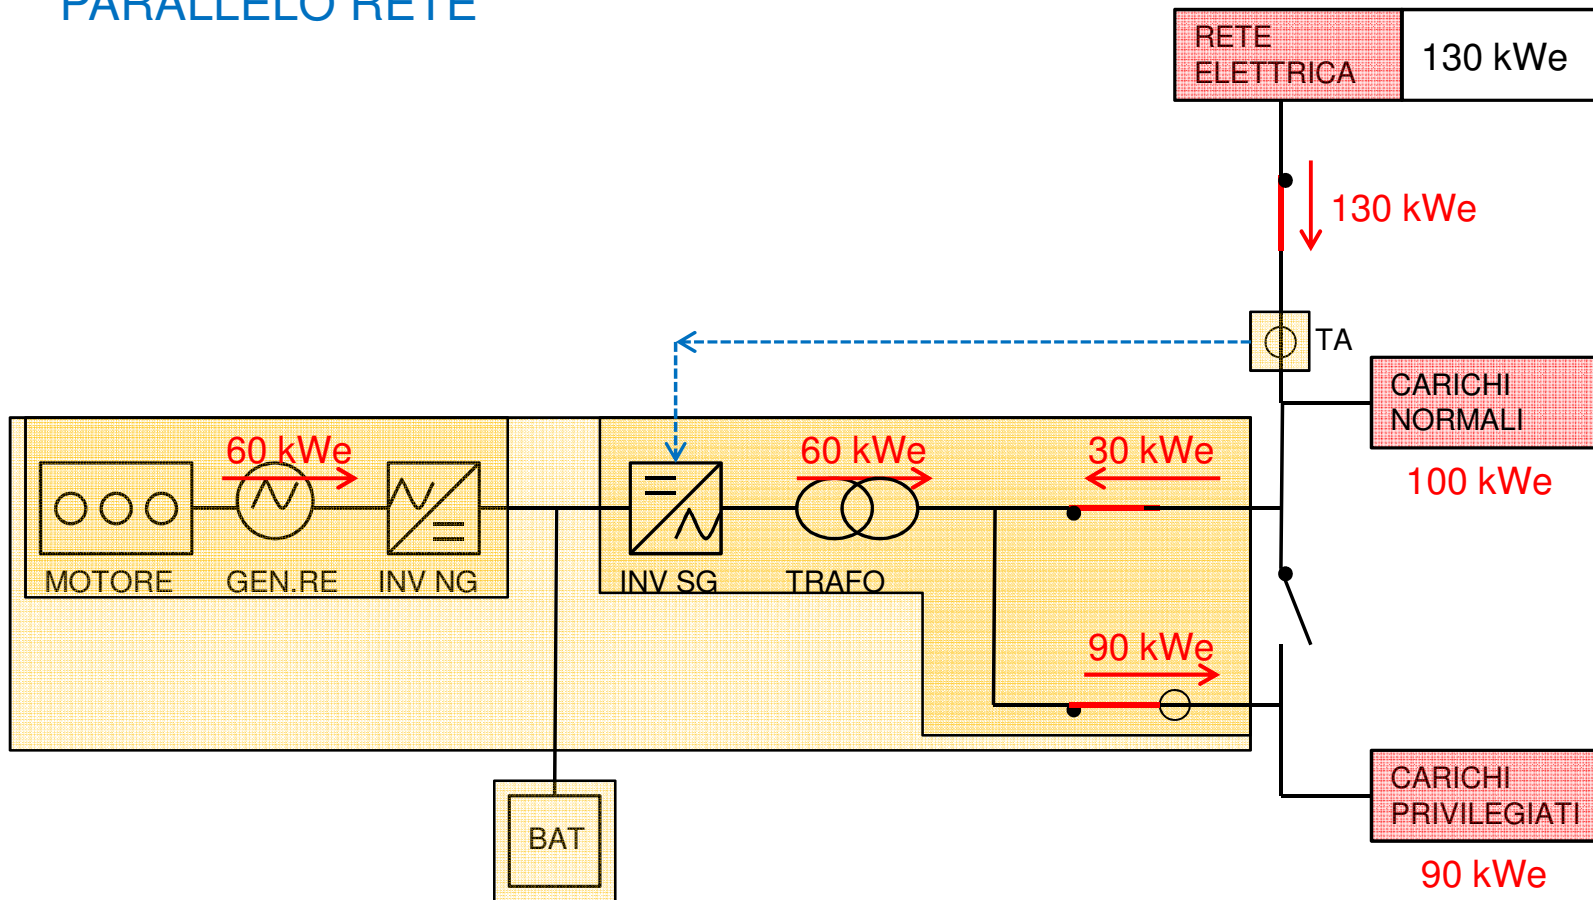 PARALLELO RETE
RETE
ELETTRICA
130 kWe
130 kWe
TA
CARICHI
NORMALI
100 kWe
60 kWe
60 kWe
30 kWe
MOTORE
GEN.RE
INV NG
INV SG
TRAFO
90 kWe
BAT
CARICHI
PRIVILEGIATI
90 kWe